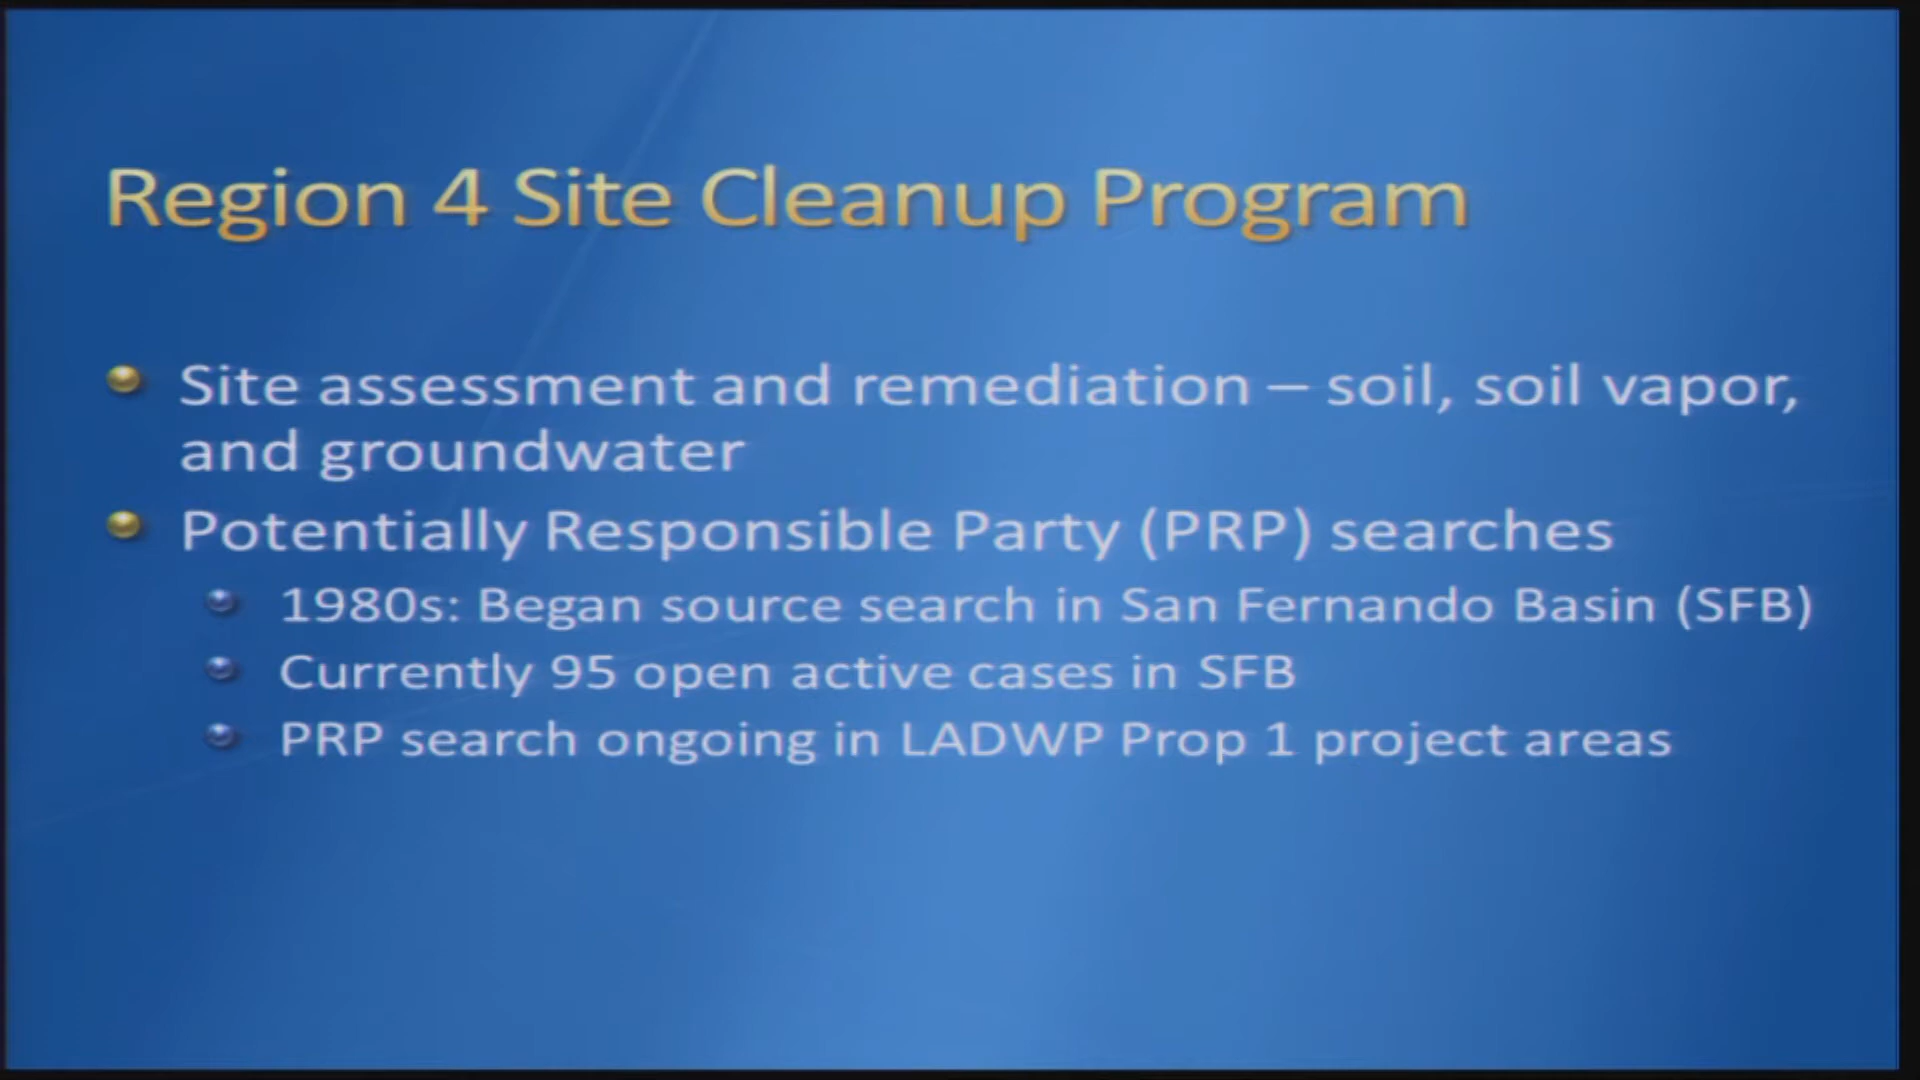 Region 4 Site Cleanup Program
Site assessment and remediation – soil, soil vapor,
and groundwater
Potentially Responsible Party (PRP) searches
1980s: Began source search in San Fernando Basin (SFB)
Currently 95 open active cases in SFB
PRP search ongoing in LADWP Prop 1 project areas